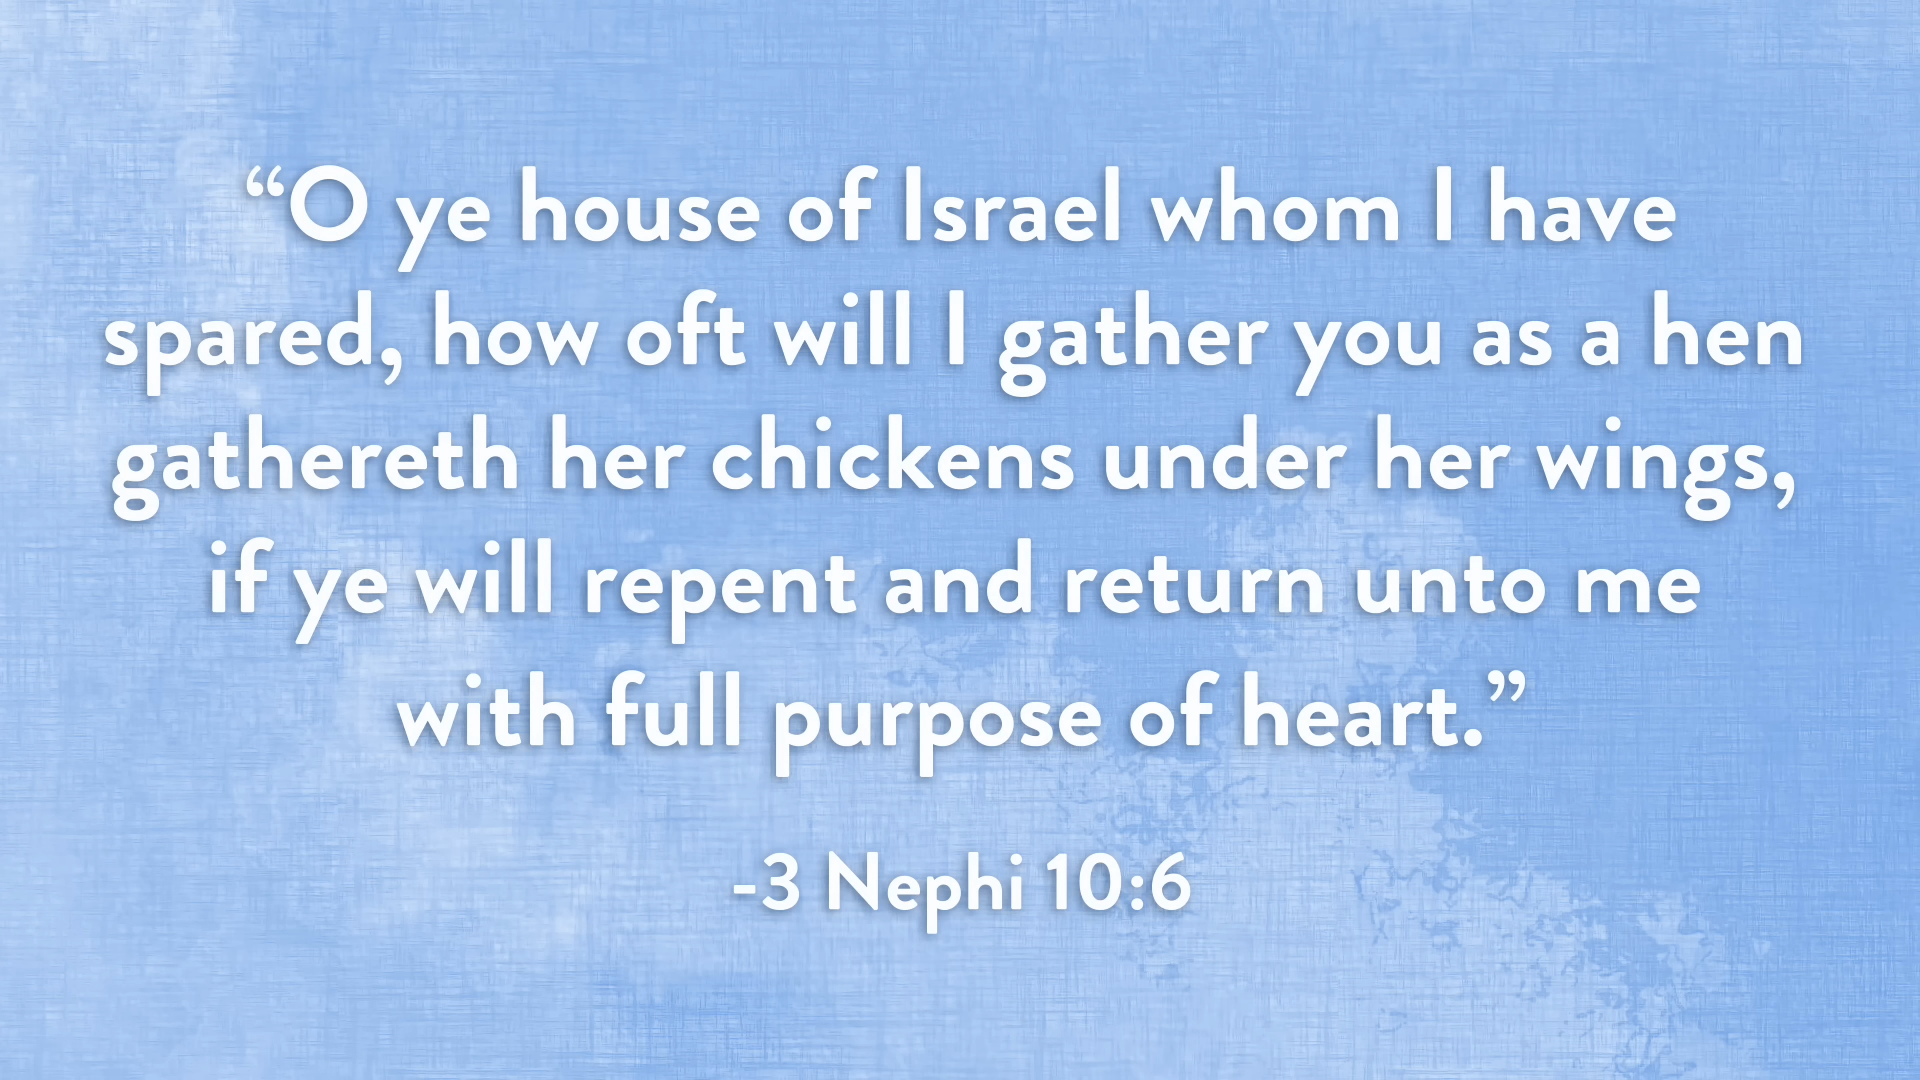 “O ye house of Israel whom I have
spared, how oft will I gather you as a hen
gathereth her chickens under her wings,
if ye will repent and return unto me
with full purpose of heart.”
-3 Nephi 10:6